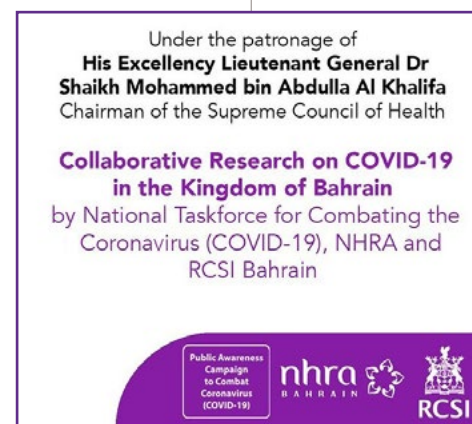 Under the patronage of
His Excellency Lieutenant General Dr
Shaikh Mohammed bin Abdulla Al Khalifa
Chairman of the Supreme Council of Health
Collaborative Research on COVID-19
in the Kingdom of Bahrain
by National Taskforce for Combating the
Coronavirus (COVID-19), NHRA and
RCSI Bahrain
Public Awareness
Campaign
to Combat
Coronavirus
(COVID-19)
nhra
BAHRAIN
RCSI